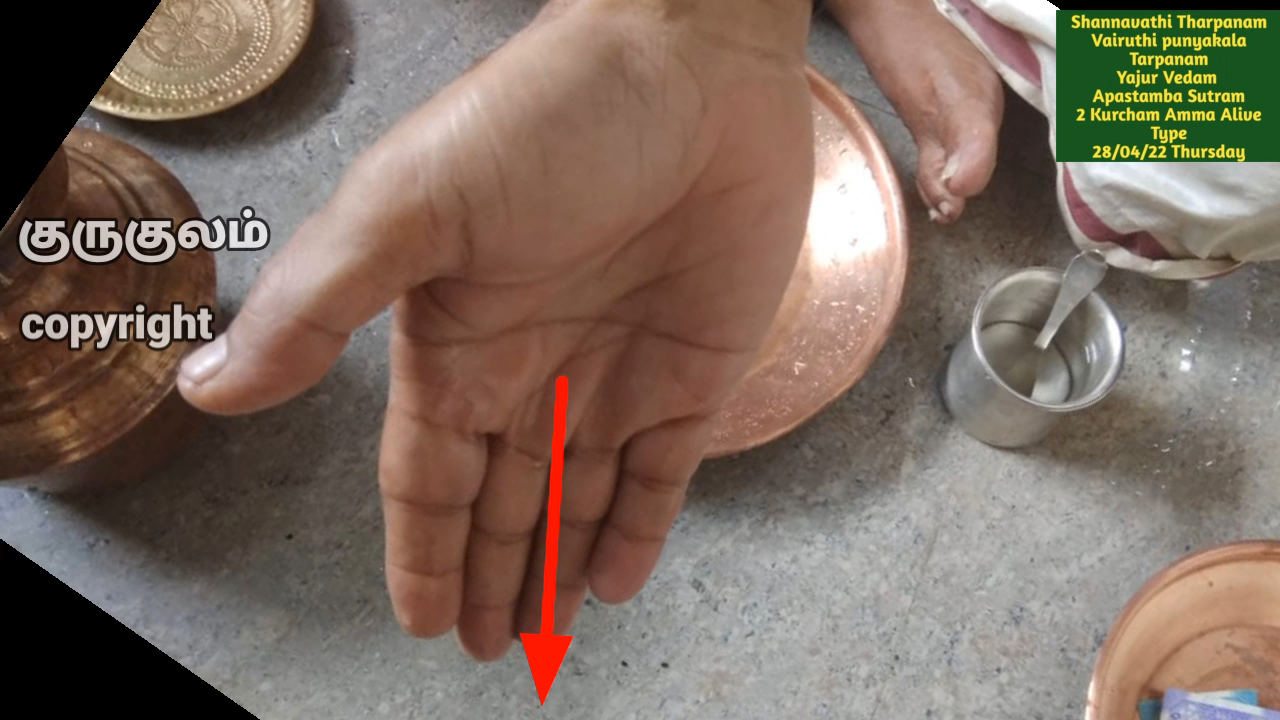 Shannavathi Tharpanam
Vairuthi punyakala
Tarpanam
Yajur Vedam
Apastamba Sutram
2 Kurcham Amma Alive
Type
28/04/22 Thursday
குருகுலம்
copyright